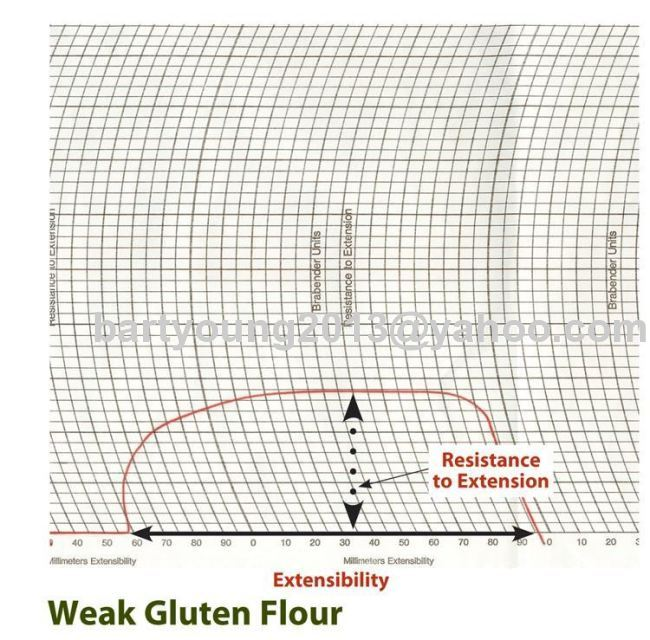 Resistance to Extension
Brabender Units
Resistance to Extension
Brabender Units
bartyoung2013@yahoo.com
Resistance
to Extension
40 50 60 70 80 90 0 10 20 30 40 50 60 70 80 90 0 10 20 3
Millimeters Extensibility
Millimeters Extensibility
Extensibility
Weak Gluten Flour